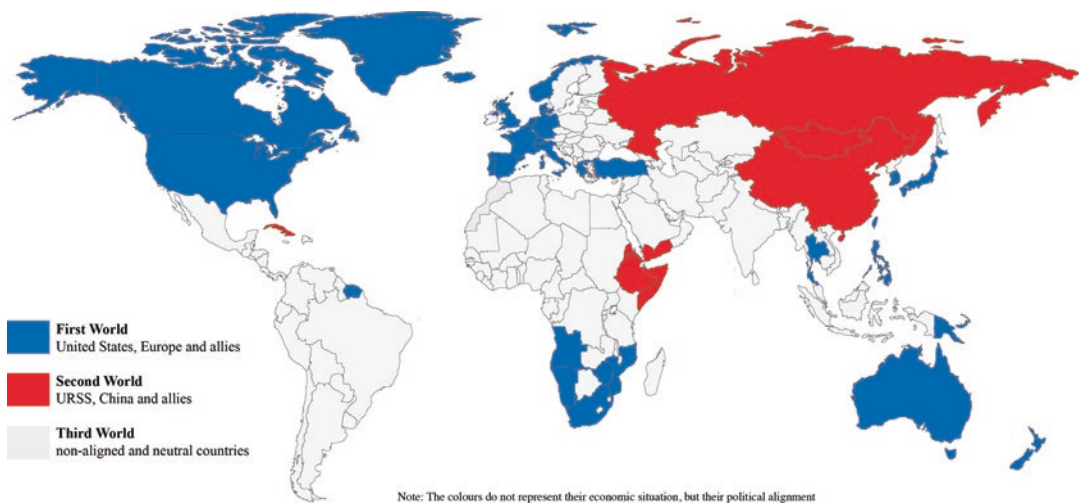 First World
United States, Europe and allies
Second World
URSS, China and allies
Third World
non-aligned and neutral countries
Note: The colours do not represent their economic situation, but their political alignment